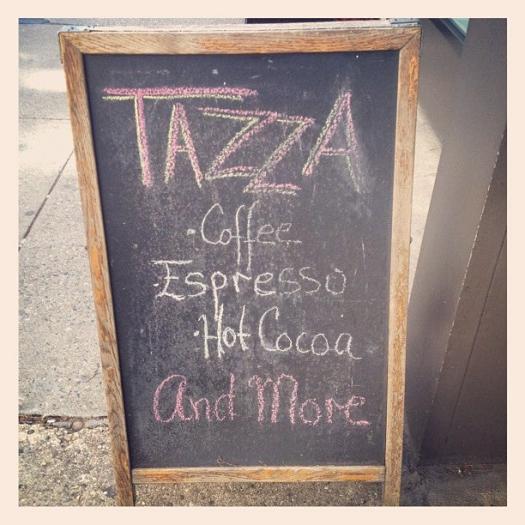 TAZZA
·Coffee
·Espresso
·Hot Cocoa
And More